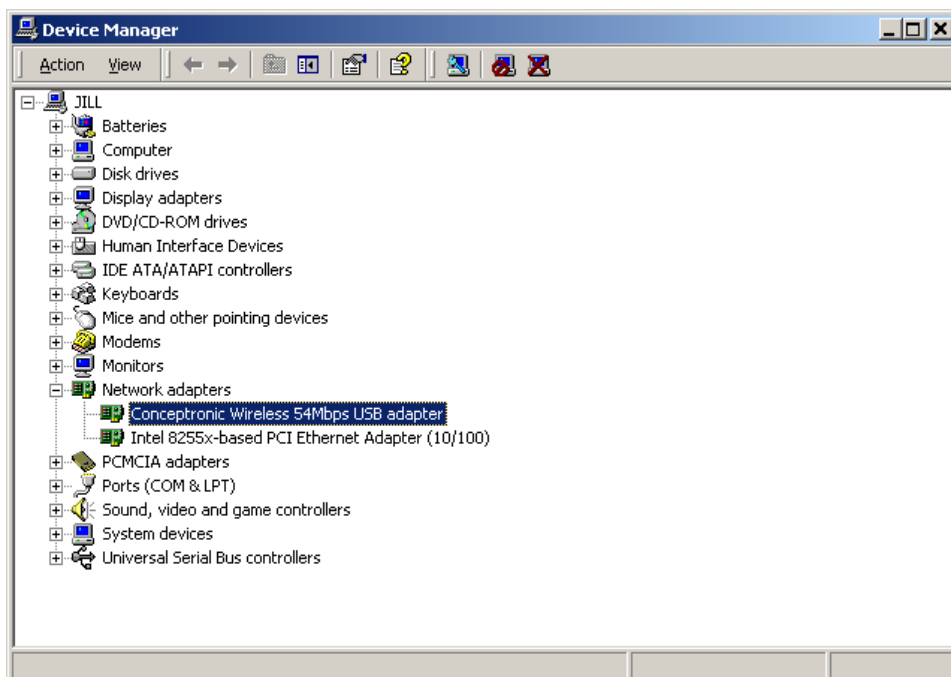 Device Manager
Action View
JILL
Batteries
Computer
Disk drives
Display adapters
DVD/CD-ROM drives
Human Interface Devices
IDE ATA/ATAPI controllers
Keyboards
Mice and other pointing devices
Modems
Monitors
Network adapters
Conceptronic Wireless 54Mbps USB adapter
Intel 8255x-based PCI Ethernet Adapter (10/100)
PCMCIA adapters
Ports (COM & LPT)
Sound, video and game controllers
System devices
Universal Serial Bus controllers